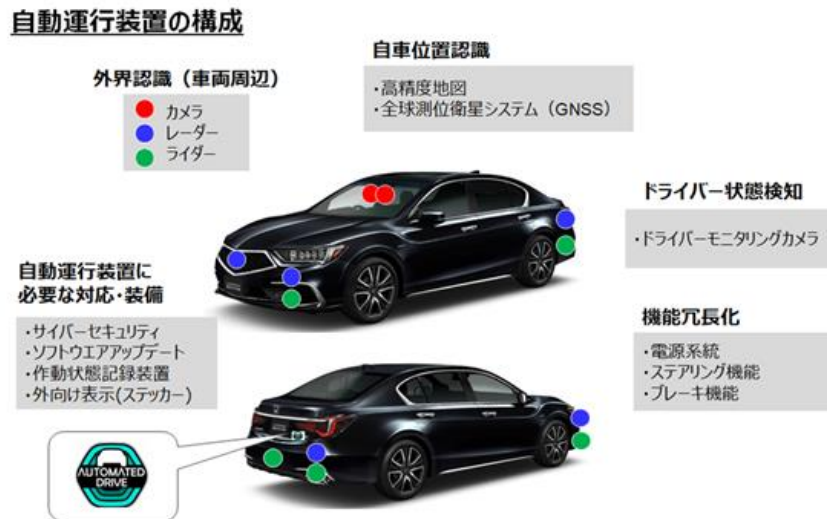 自動運行装置の構成
外界認識（車両周辺）
カメラ
レーダー
ライダー
自車位置認識
・高精度地図
・全球測位衛星システム（GNSS）
ドライバー状態検知
・ドライバーモニタリングカメラ
自動運行装置に
必要な対応・装備
・サイバーセキュリティ
・ソフトウエアアップデート
・作動状態記録装置
・外向け表示(ステッカー)
機能冗長化
・電源系統
・ステアリング機能
・ブレーキ機能
AUTOMATED
DRIVE